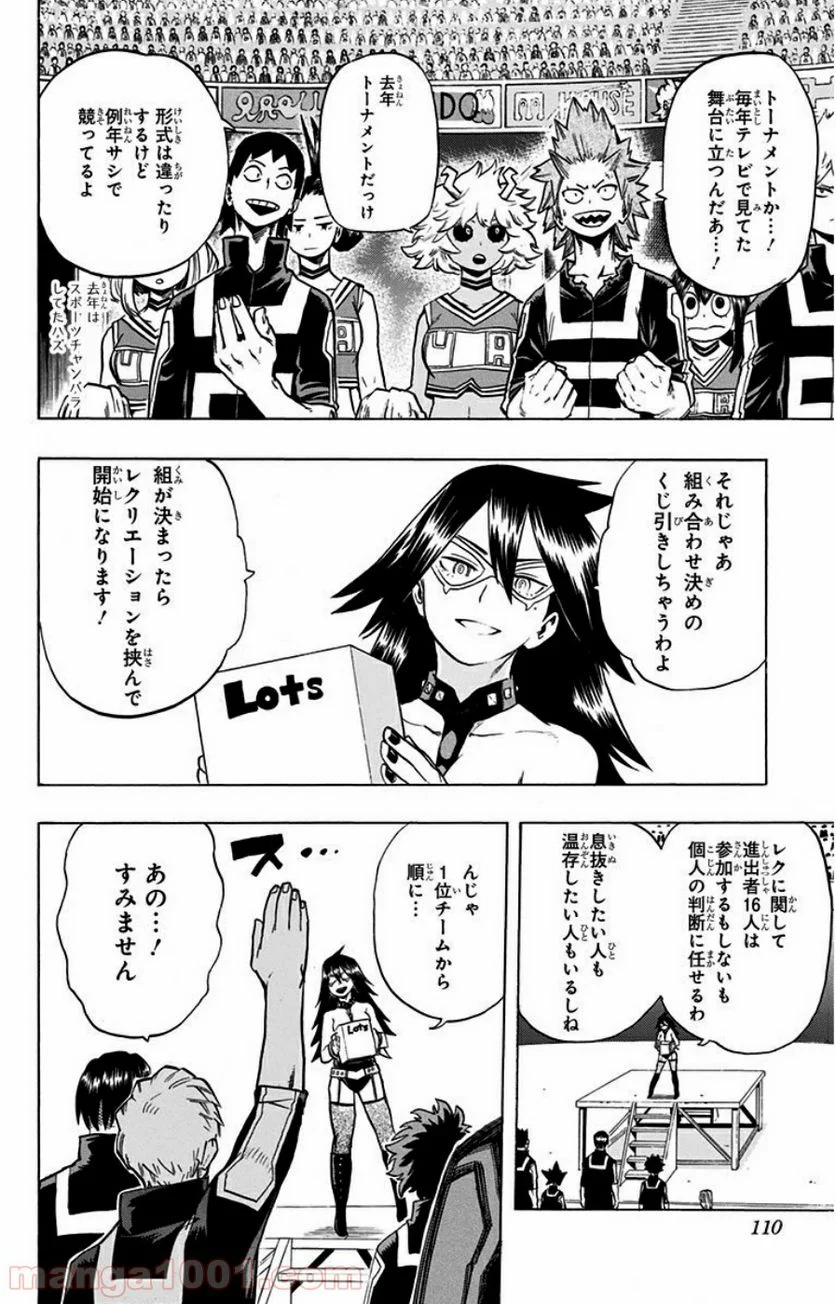 トーナメントか…!
毎年テレビで見てた
舞台に立つんだあ…!
去年
トーナメントだっけ
形式は違ったり
するけど
例年サシで
競ってるよ
去年は
スポーツチャンバラ
してたハズ
HOUSE
UA
それじゃあ
組み合わせ決めの
くじ引きしちゃうわよ
組が決まったら
レクリエーションを挟んで
開始になります!
Lots
レクに関して
進出者16人は
参加するもしないも
個人の判断に任せるわ
息抜きしたい人も
温存したい人もいるしね
んじゃ
1位チームから
順に…
Lots
ス…
あの…!
すみません
110
manga1001.com